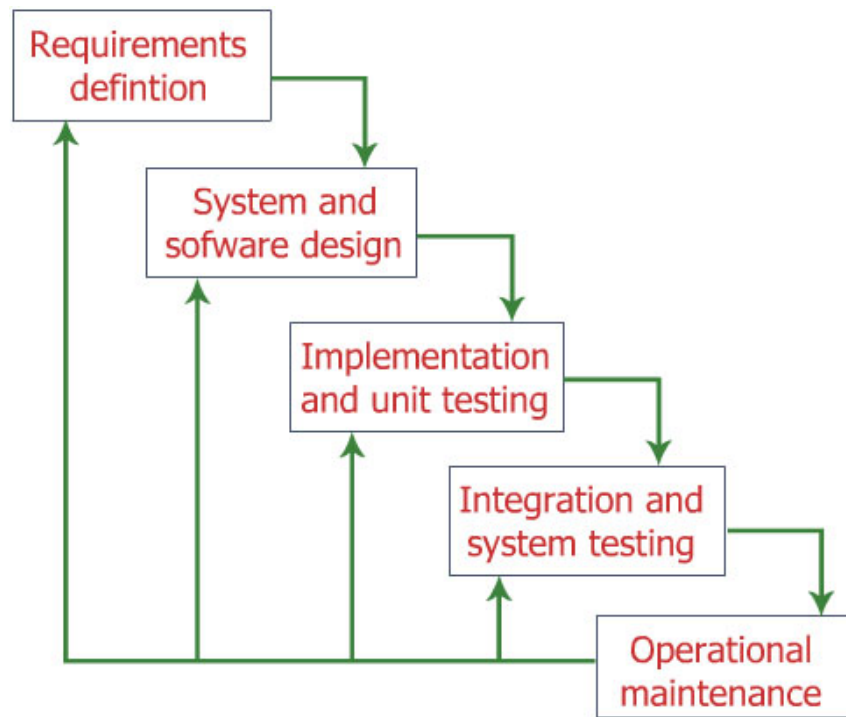 Requirements
defintion
System and
sofware design
Implementation
and unit testing
Integration and
system testing
Operational
maintenance